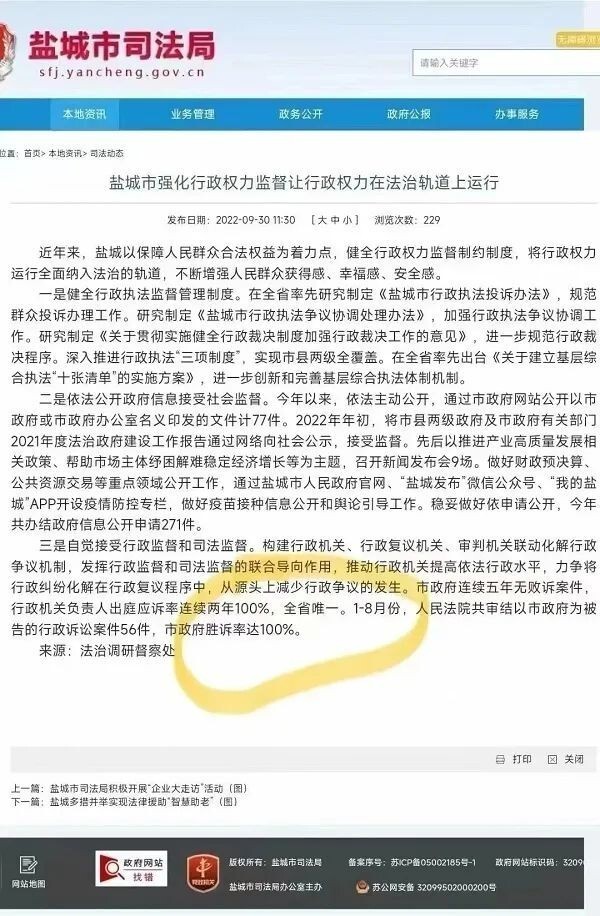 盐城市司法局
sfj.yancheng.gov.cn
请输入关键字
本地资讯 业务管理 政务公开 政府公报 办事服务
位置：首页> 本地资讯> 司法动态
盐城市强化行政权力监督让行政权力在法治轨道上运行
发布日期：2022-09-30 11:30 [ 大 中 小 ] 浏览次数：229
近年来，盐城以保障人民群众合法权益为着力点，健全行政权力监督制约制度，将行政权力
运行全面纳入法治的轨道，不断增强人民群众获得感、幸福感、安全感。
一是健全行政执法监督管理制度。在全省率先研究制定《盐城市行政执法投诉办法》，规范
群众投诉办理工作。研究制定《盐城市行政执法争议协调处理办法》，加强行政执法争议协调工
作。研究制定《关于贯彻实施健全行政裁决制度加强行政裁决工作的意见》，进一步规范行政裁
决程序。深入推进行政执法“三项制度”，实现市县两级全覆盖。在全省率先出台《关于建立基层综
合执法“十张清单”的实施方案》，进一步创新和完善基层综合执法体制机制。
二是依法公开政府信息接受社会监督。今年以来，依法主动公开，通过市政府网站公开以市
政府或市政府办公室名义印发的文件计77件。2022年年初，将市县两级政府及市政府有关部门
2021年度法治政府建设工作报告通过网络向社会公示，接受监督。先后以推进产业高质量发展相
关政策、帮助市场主体纾困解难稳定经济增长等为主题，召开新闻发布会9场。做好财政预决算、
公共资源交易等重点领域公开工作，通过盐城市人民政府官网、“盐城发布”微信公众号、“我的盐
城”APP开设疫情防控专栏，做好疫苗接种信息公开和舆论引导工作。稳妥做好依申请公开，今年
共办结政府信息公开申请271件。
三是自觉接受行政监督和司法监督。构建行政机关、行政复议机关、审判机关联动化解行政
争议机制，发挥行政监督和司法监督的联合导向作用，推动行政机关提高依法行政水平，力争将
行政纠纷化解在行政复议程序中，从源头上减少行政争议的发生。市政府连续五年无败诉案件，
行政机关负责人出庭应诉率连续两年100%，全省唯一。1-8月份，人民法院共审结以市政府为被
告的行政诉讼案件56件，市政府胜诉率达100%。
来源：法治调研督察处
打印 关闭
上一篇：盐城市司法局积极开展“企业大走访”活动（图）
下一篇：盐城多措并举实现法律援助“智慧助老”（图）
网站地图
政府网站
找错
党政机关
版权所有：盐城市司法局 备案序号：苏ICP备05002185号-1 政府网站标识码：3209
盐城市司法局办公室主办 苏公网安备 32099502000200号